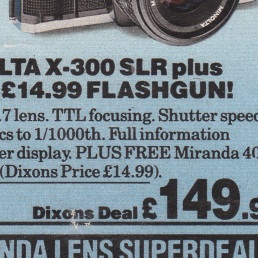 MINOLTA
LTA X-300 SLR plus
£14.99 FLASHGUN!
.7 lens. TTL focusing. Shutter speed
cs to 1/1000th. Full information
er display. PLUS FREE Miranda 40
(Dixons Price £14.99).
Dixons Deal £149.9
NDA LENS SUPERDEAL